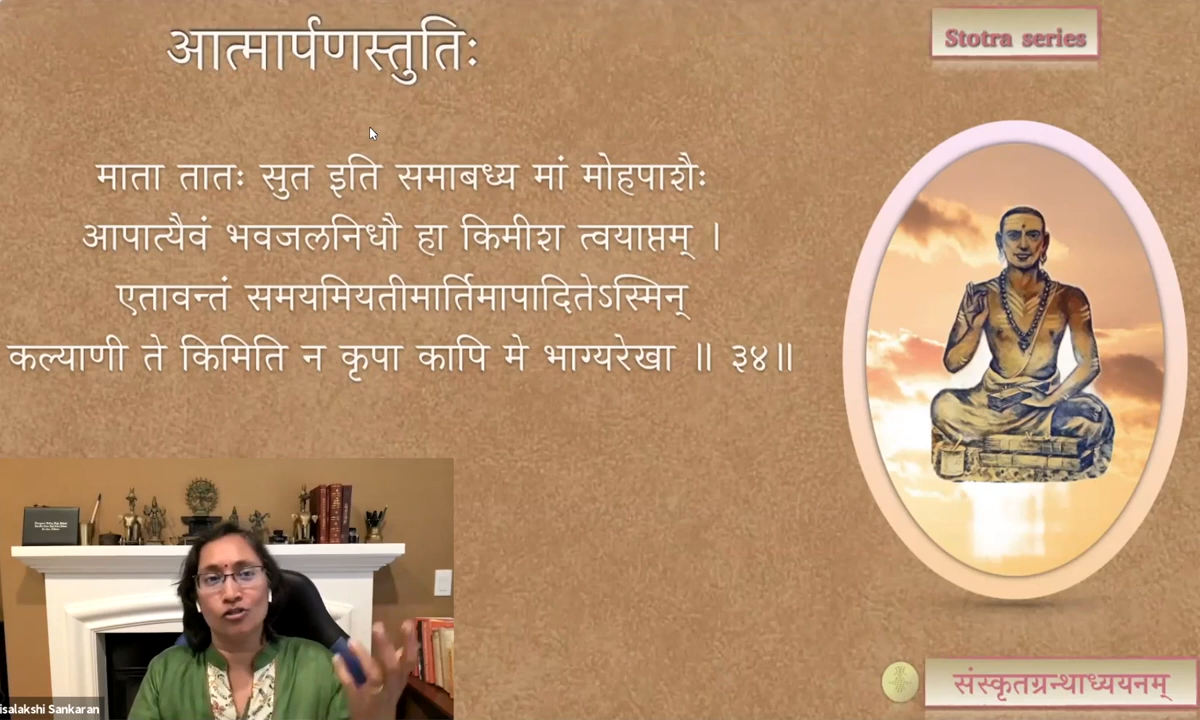 आत्मार्पणस्तुतिः
Stotra series
माता तातः सुत इति समाबध्य मां मोहपाशैः
आपात्यैवं भवजलनिधौ हा किमीश त्वयाप्तम् ।
एतावन्तं समयमियतीमार्तिमापादितेऽस्मिन्
कल्याणी ते किमिति न कृपा कापि मे भाग्यरेखा ॥ ३४॥
isalakshi Sankaran
संस्कृतग्रन्थाध्ययनम्